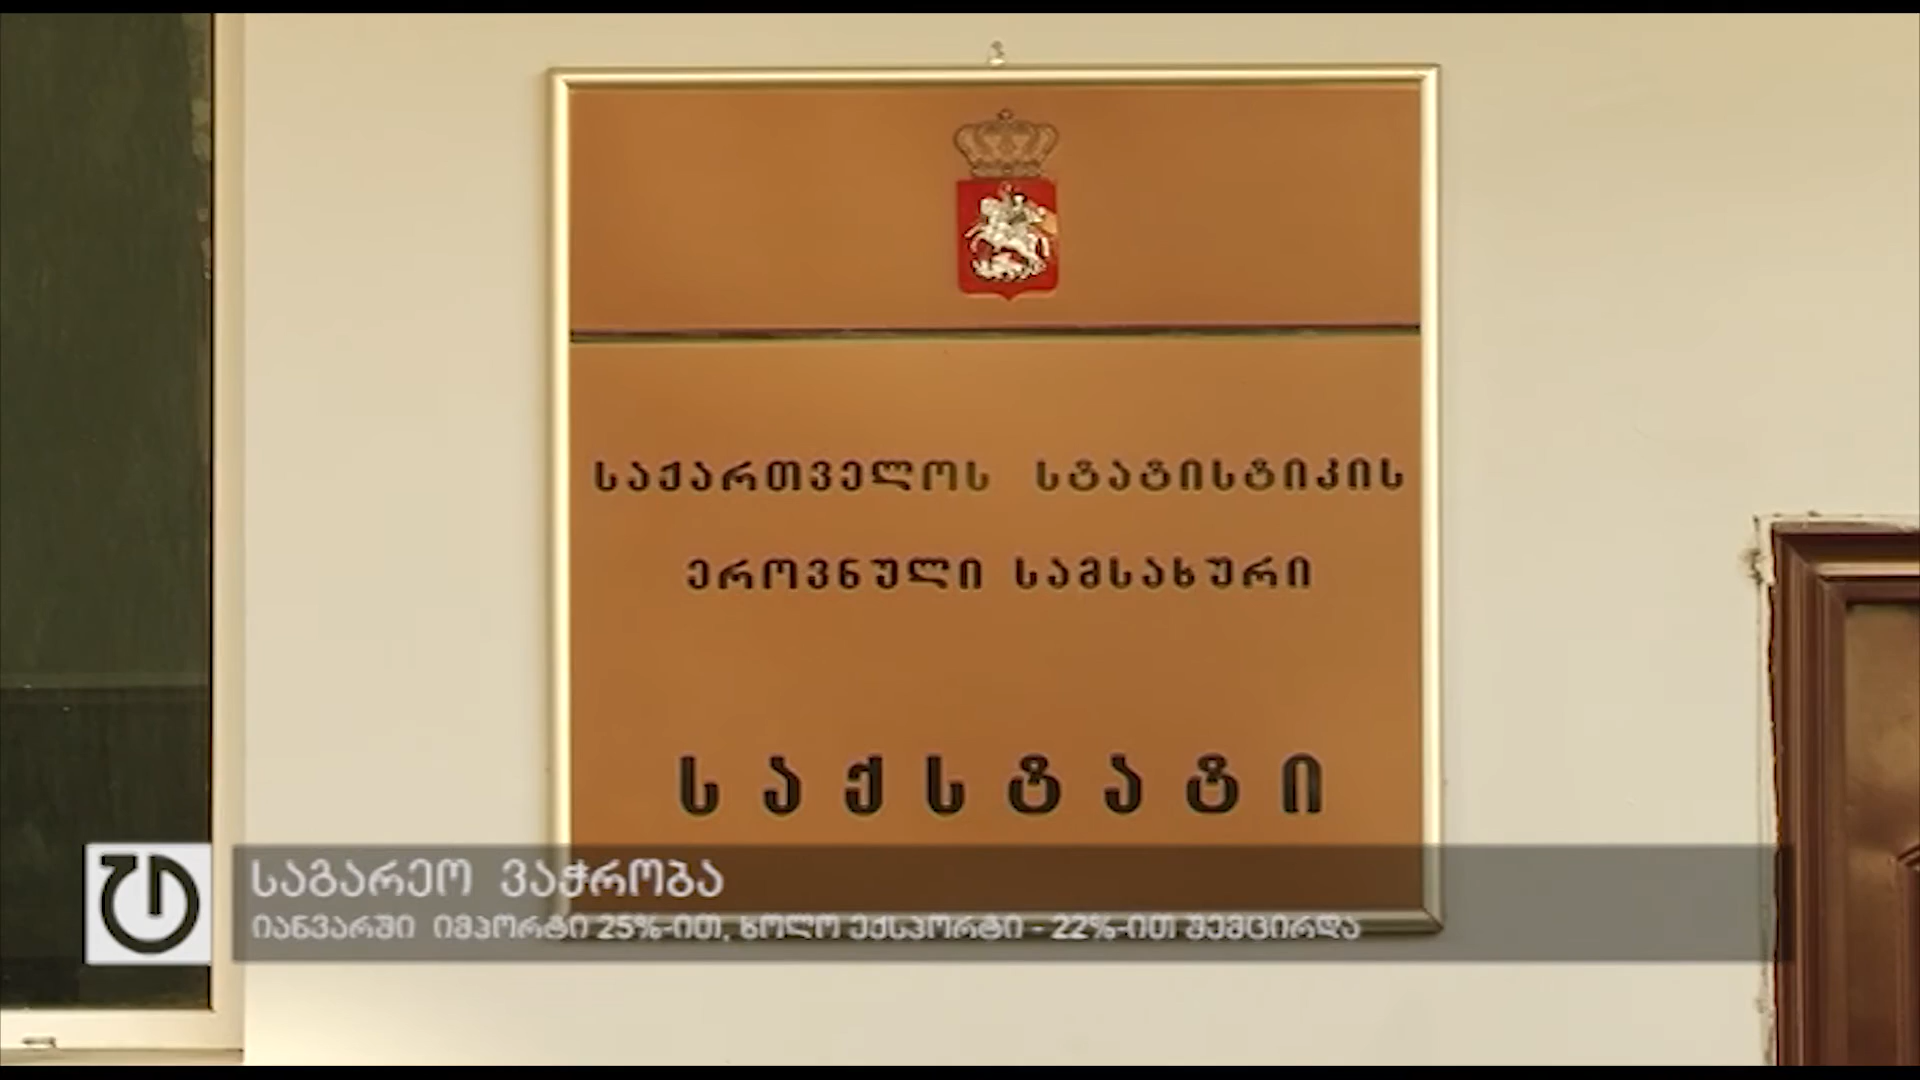 საქართველოს სტატისტიკის
ეროვნული სამსახური
საქსტატი
საგარეო ვაჭრობა
იანვარში იმპორტი 25%-ით, ხოლო ექსპორტი - 22%-ით შემცირდა